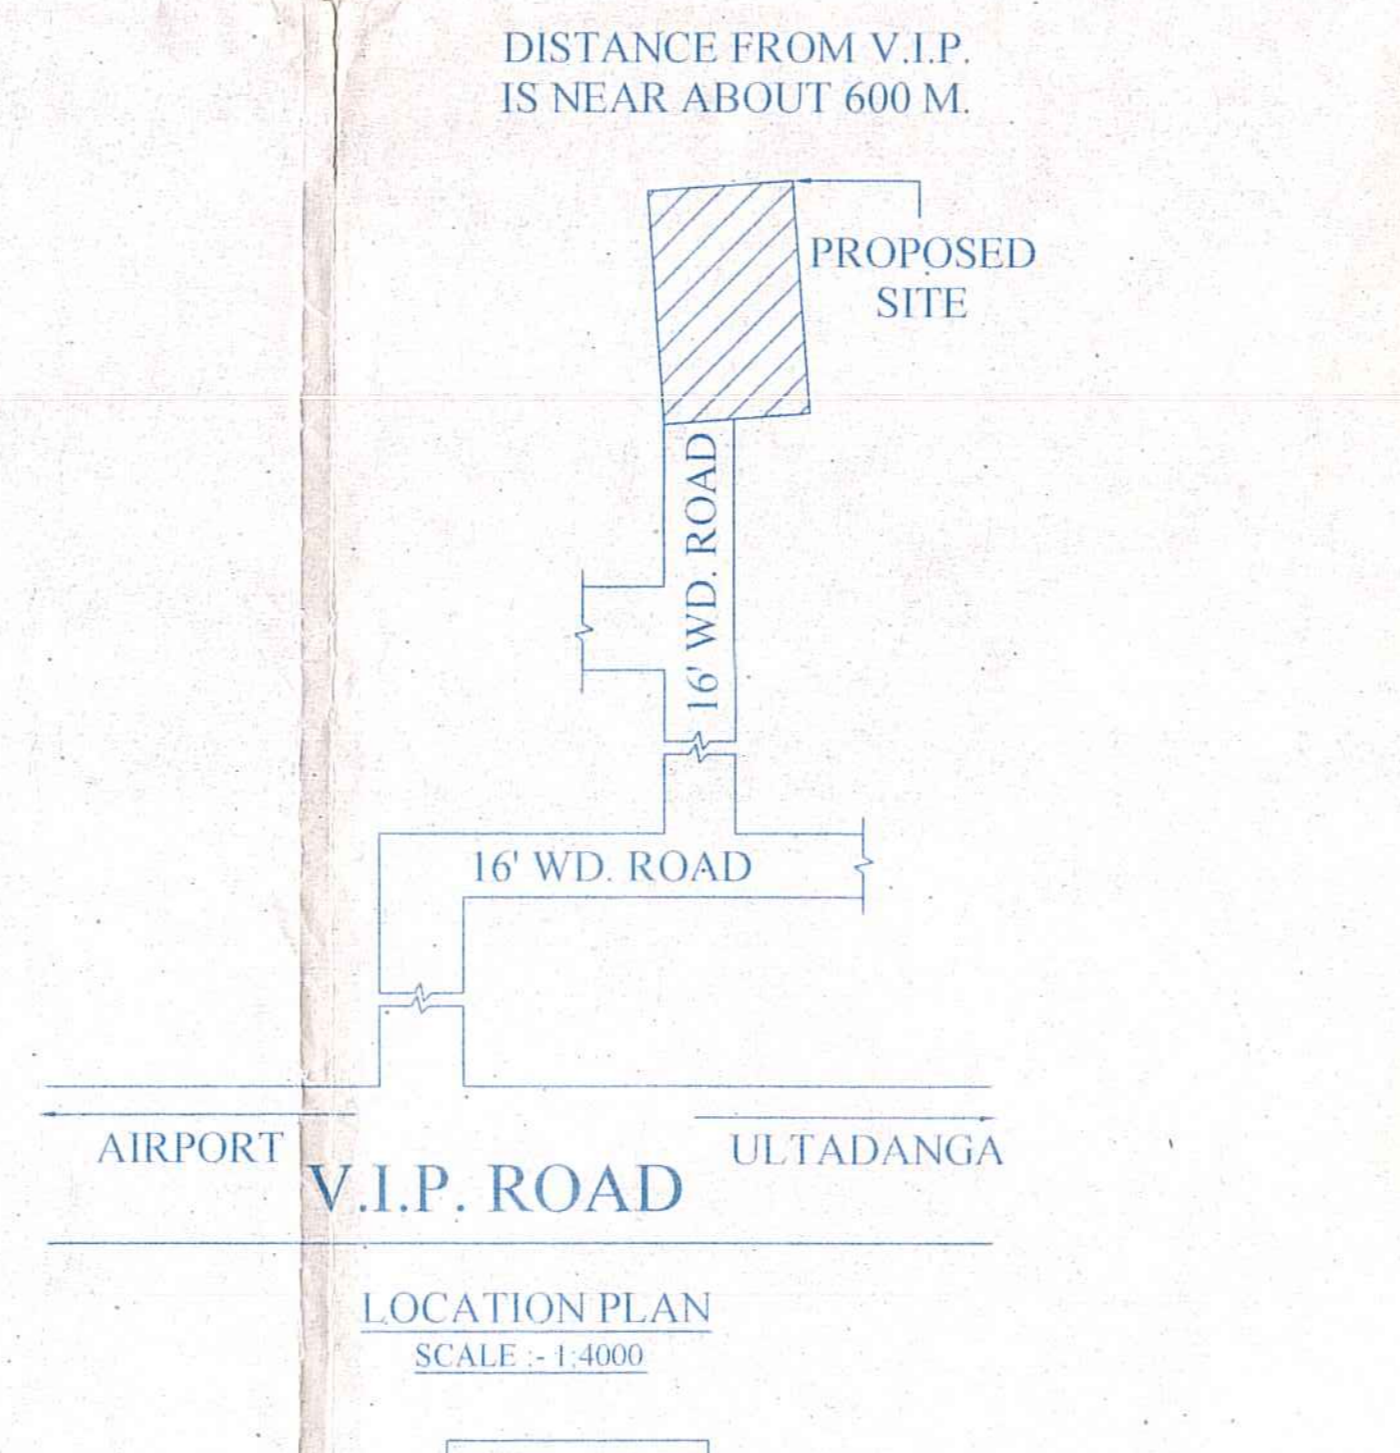 DISTANCE FROM V.I.P.
IS NEAR ABOUT 600 M.
PROPOSED
SITE
16' WD. ROAD
16' WD. ROAD
AIRPORT
ULTADANGA
V.I.P. ROAD
LOCATION PLAN
SCALE :- 1:4000